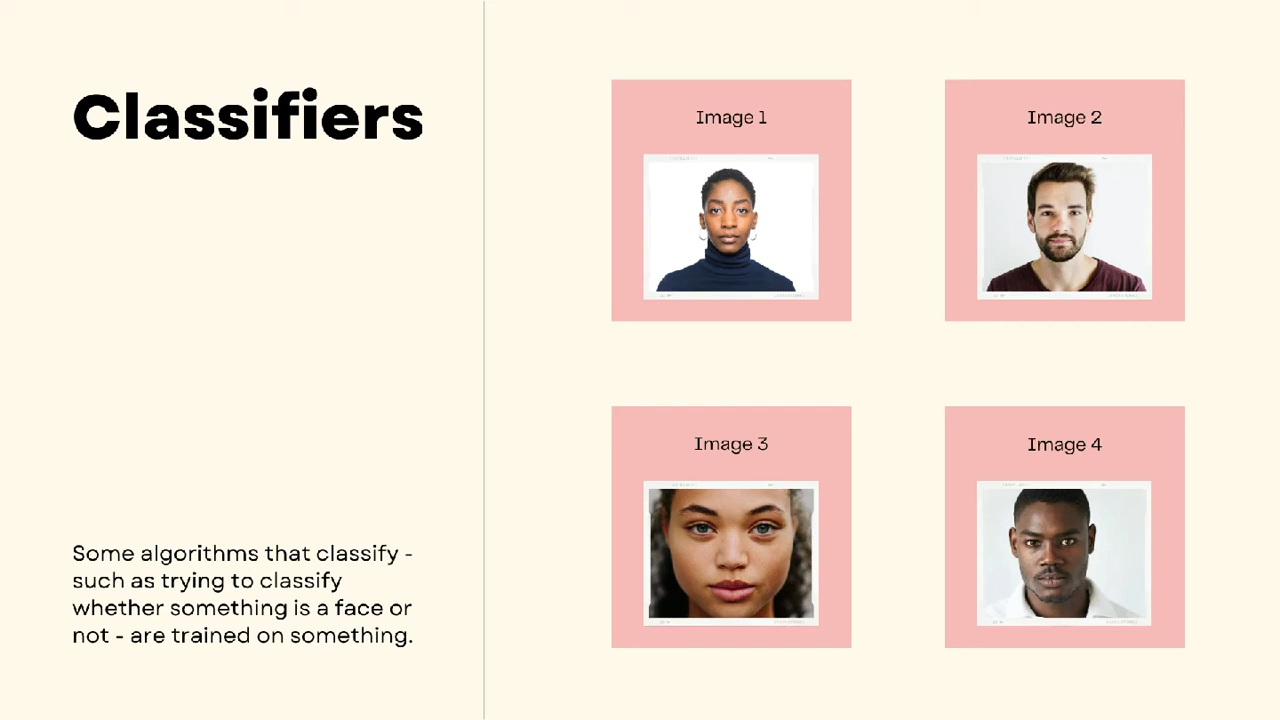 Classifiers
Some algorithms that classify -
such as trying to classify
whether something is a face or
not - are trained on something.
Image 1
Image 2
Image 3
Image 4